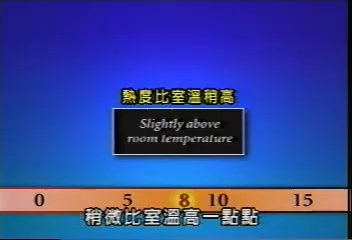 熱度比室溫稍高
Slightly above
room temperature
0 5 8 10 15
稍微比室溫高一點點